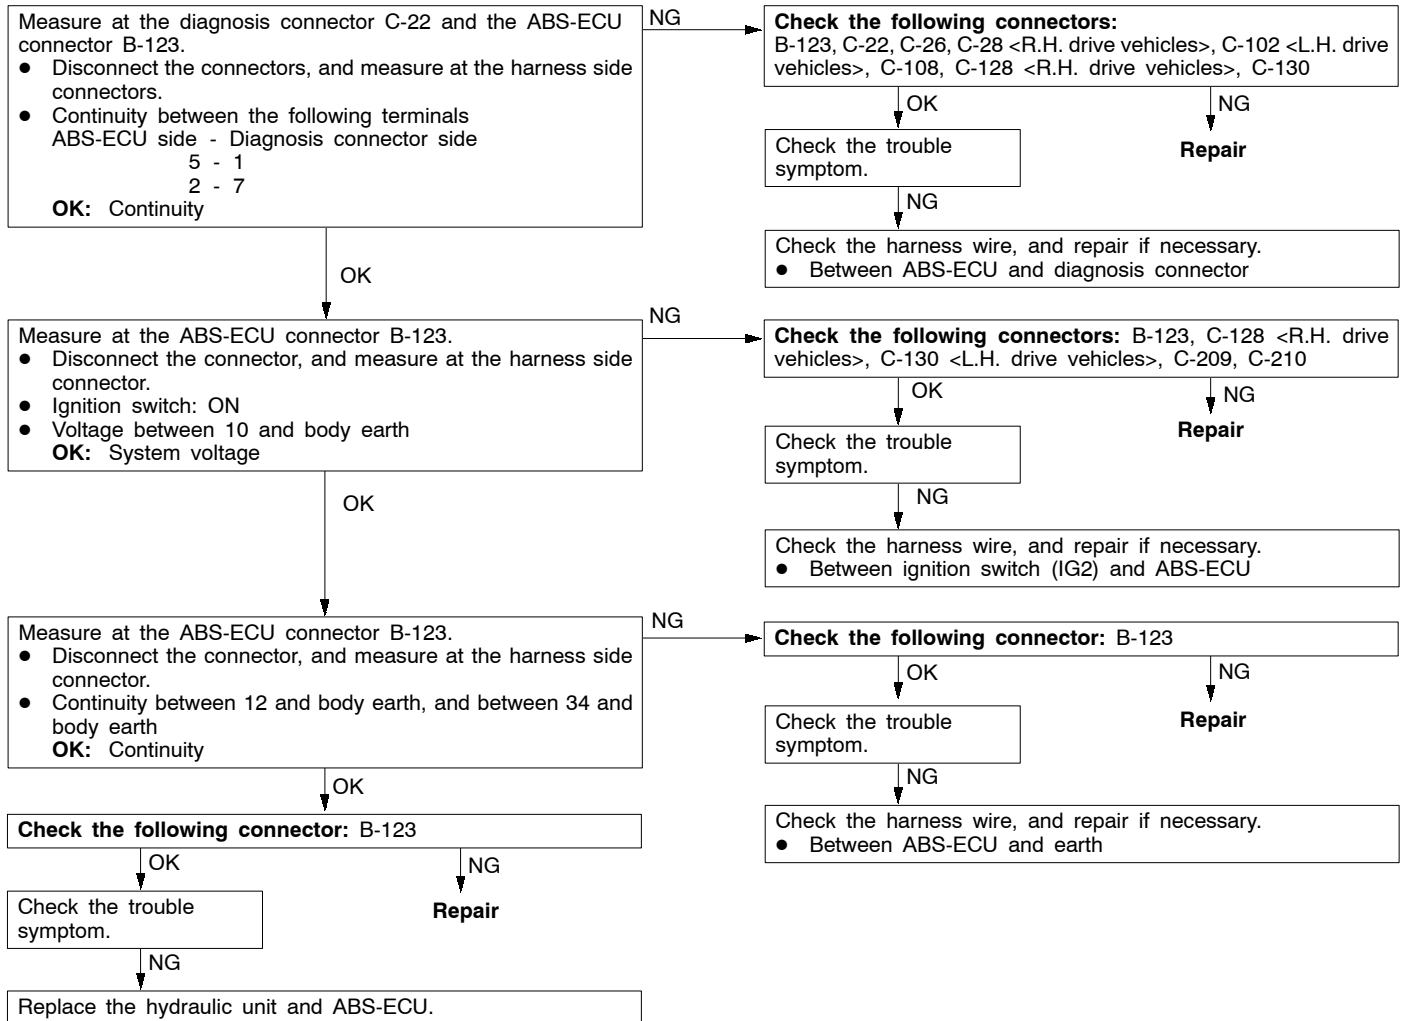 Measure at the diagnosis connector C-22 and the ABS-ECU
connector B-123.
● Disconnect the connectors, and measure at the harness side
connectors.
● Continuity between the following terminals
ABS-ECU side - Diagnosis connector side
5 - 1
2 - 7
OK: Continuity
NG
Check the following connectors:
B-123, C-22, C-26, C-28 <R.H. drive vehicles>, C-102 <L.H. drive
vehicles>, C-108, C-128 <R.H. drive vehicles>, C-130
OK
NG
Check the trouble
symptom.
Repair
NG
Check the harness wire, and repair if necessary.
● Between ABS-ECU and diagnosis connector
OK
Measure at the ABS-ECU connector B-123.
● Disconnect the connector, and measure at the harness side
connector.
● Ignition switch: ON
● Voltage between 10 and body earth
OK: System voltage
NG
Check the following connectors: B-123, C-128 <R.H. drive
vehicles>, C-130 <L.H. drive vehicles>, C-209, C-210
OK
NG
Check the trouble
symptom.
Repair
NG
Check the harness wire, and repair if necessary.
● Between ignition switch (IG2) and ABS-ECU
OK
Measure at the ABS-ECU connector B-123.
● Disconnect the connector, and measure at the harness side
connector.
● Continuity between 12 and body earth, and between 34 and
body earth
OK: Continuity
NG
Check the following connector: B-123
OK
NG
Check the trouble
symptom.
Repair
NG
Check the harness wire, and repair if necessary.
● Between ABS-ECU and earth
OK
Check the following connector: B-123
OK
NG
Check the trouble
symptom.
Repair
NG
Replace the hydraulic unit and ABS-ECU.